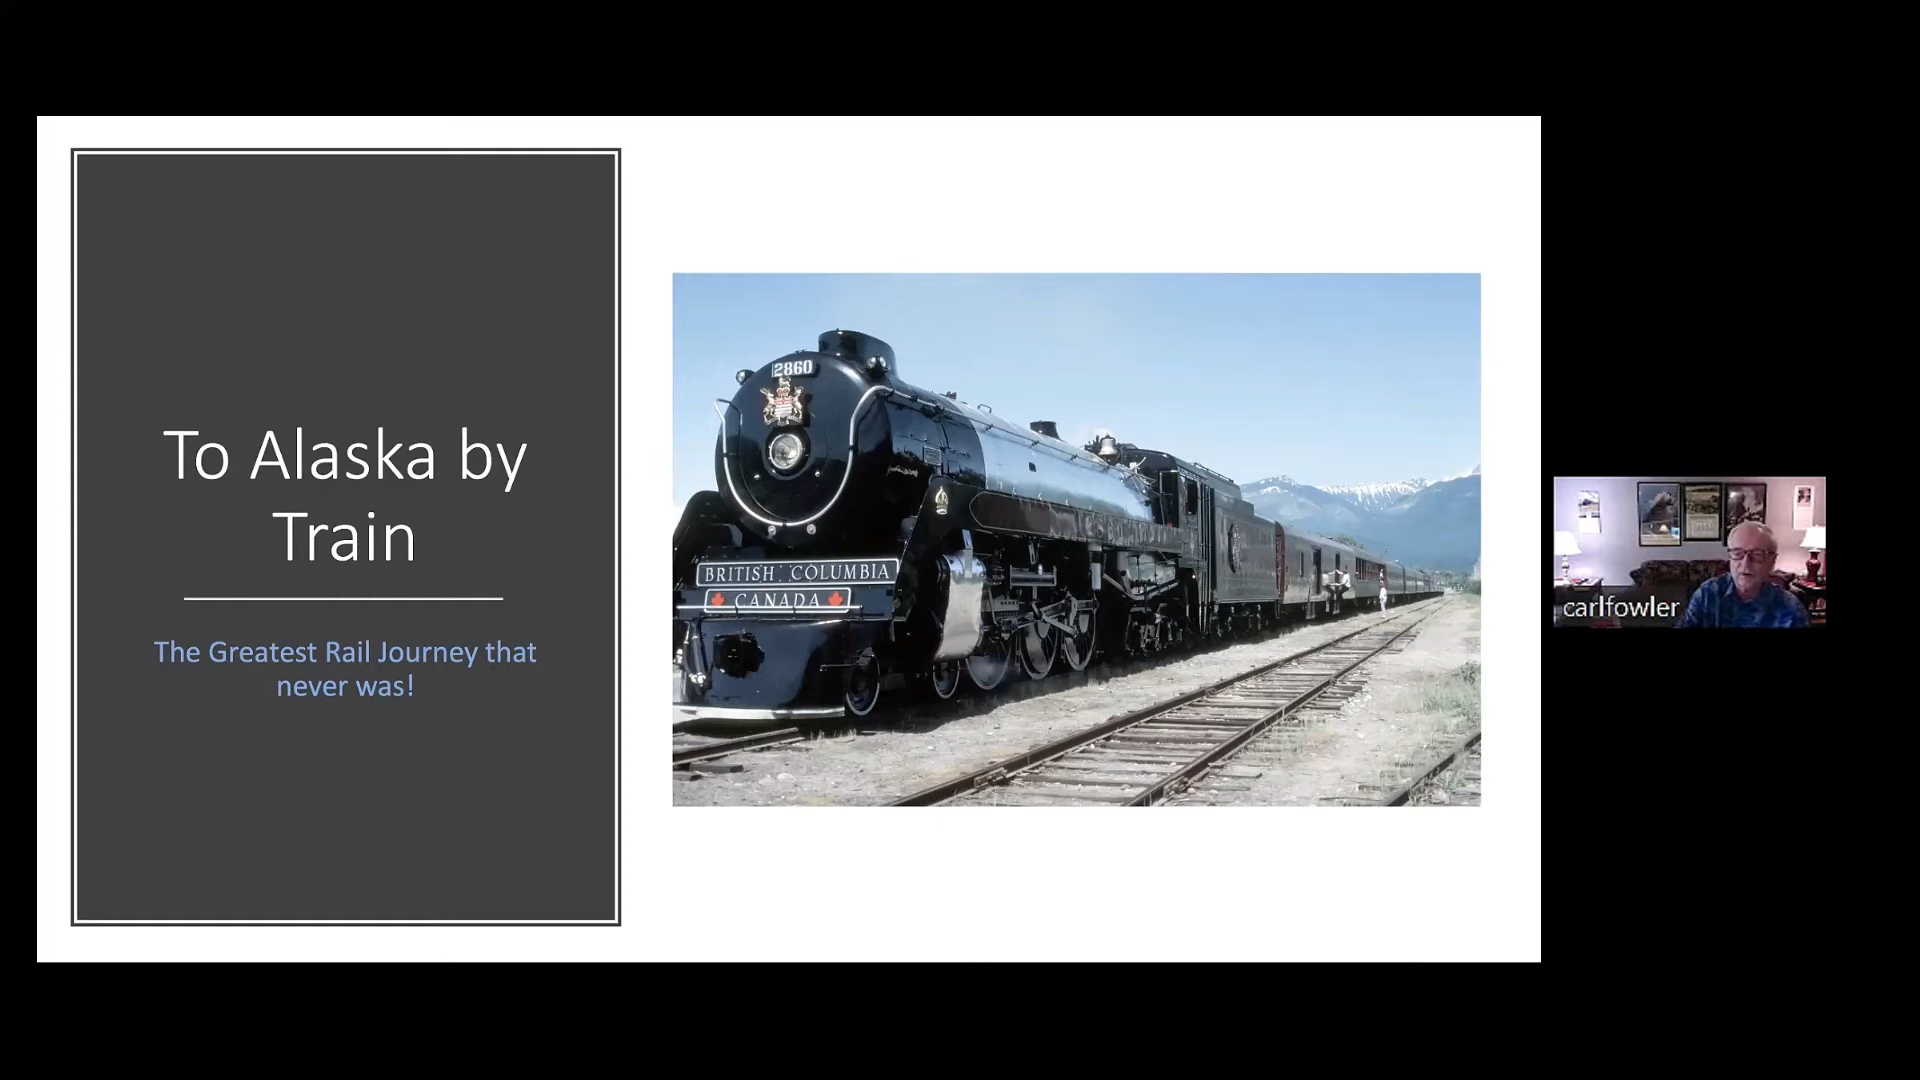 To Alaska by
Train
The Greatest Rail Journey that
never was!
2860
BRITISH COLUMBIA
CANADA
carlfowler